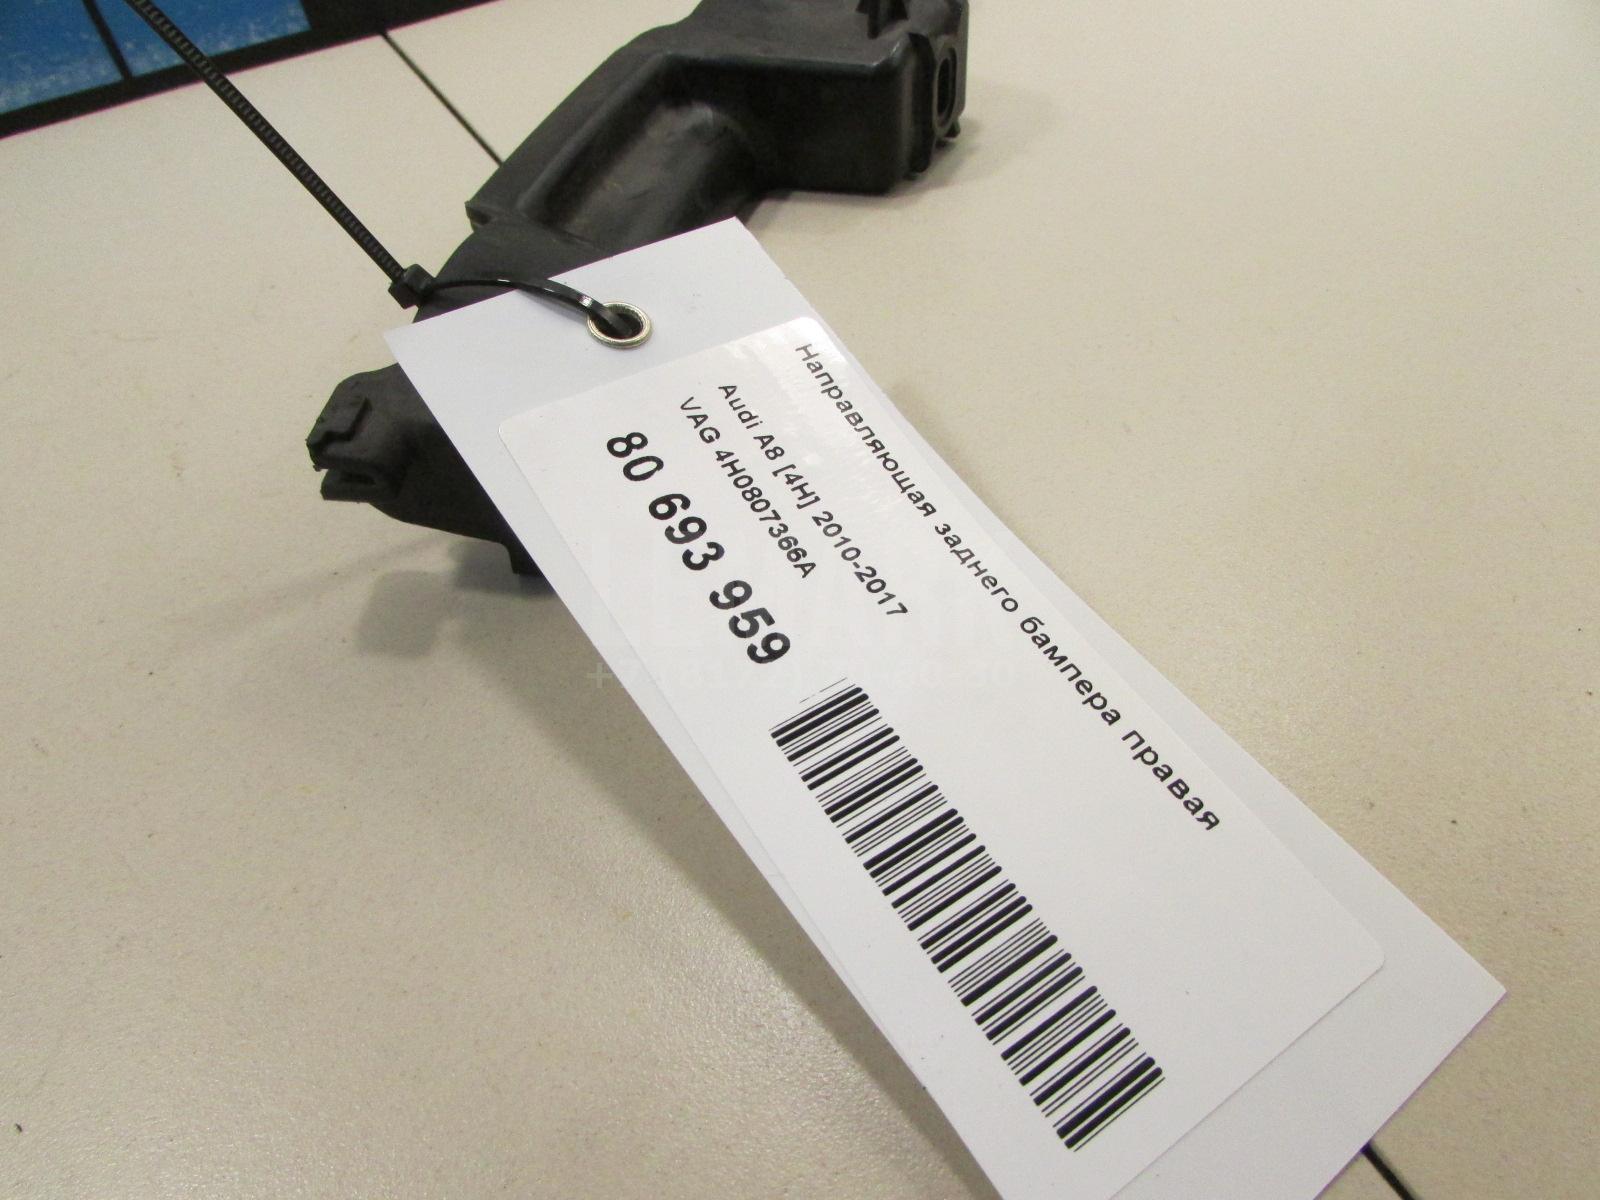 Направляющая заднего бампера правая
Audi A8 [4H] 2010-2017
VAG 4H0807366A
80 693 959